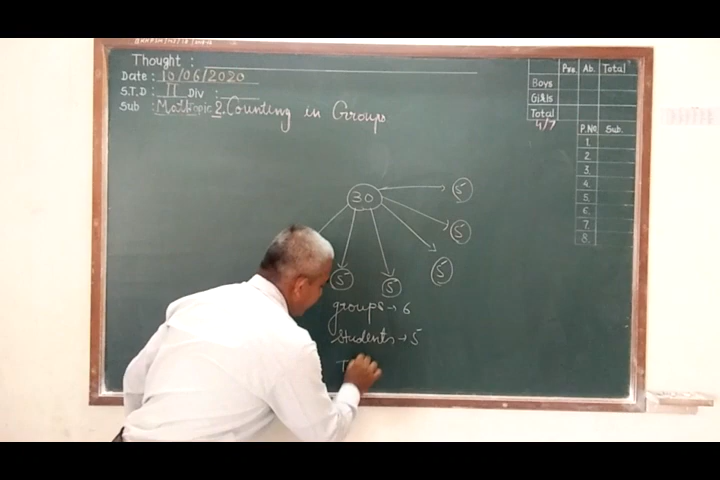 Thought :
Date : 10/06/2020
S.T.D : II Div :
Sub : Math Topic 2. Counting in Groups
Pre. Ab. Total
Boys
Girls
Total
4/7
P.No. Sub.
1.
2.
3.
4.
5.
6.
7.
8.
30
5
5
5
5
5
groups → 6
Students → 5
T